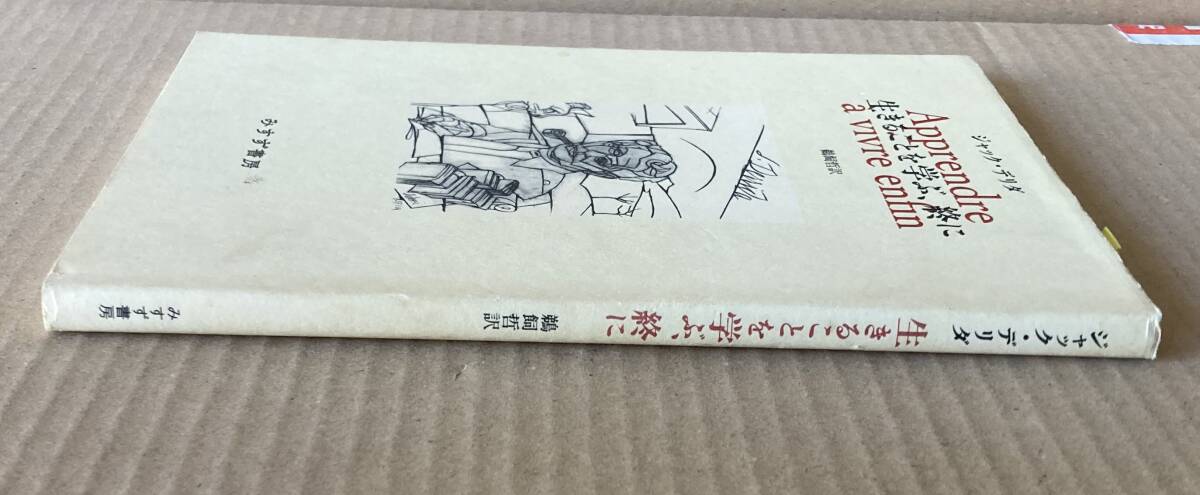 ジャック・デリダ
Apprendre
生きることを学ぶ、終に
à vivre enfin
鵜飼哲訳
みすず書房
ジャック・デリダ
生きることを学ぶ、終に
鵜飼哲訳
みすず書房